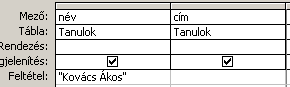 Mező: név cím
Tábla: Tanulok Tanulok
Rendezés:
gjelenítés:
Feltétel: "Kovács Ákos"